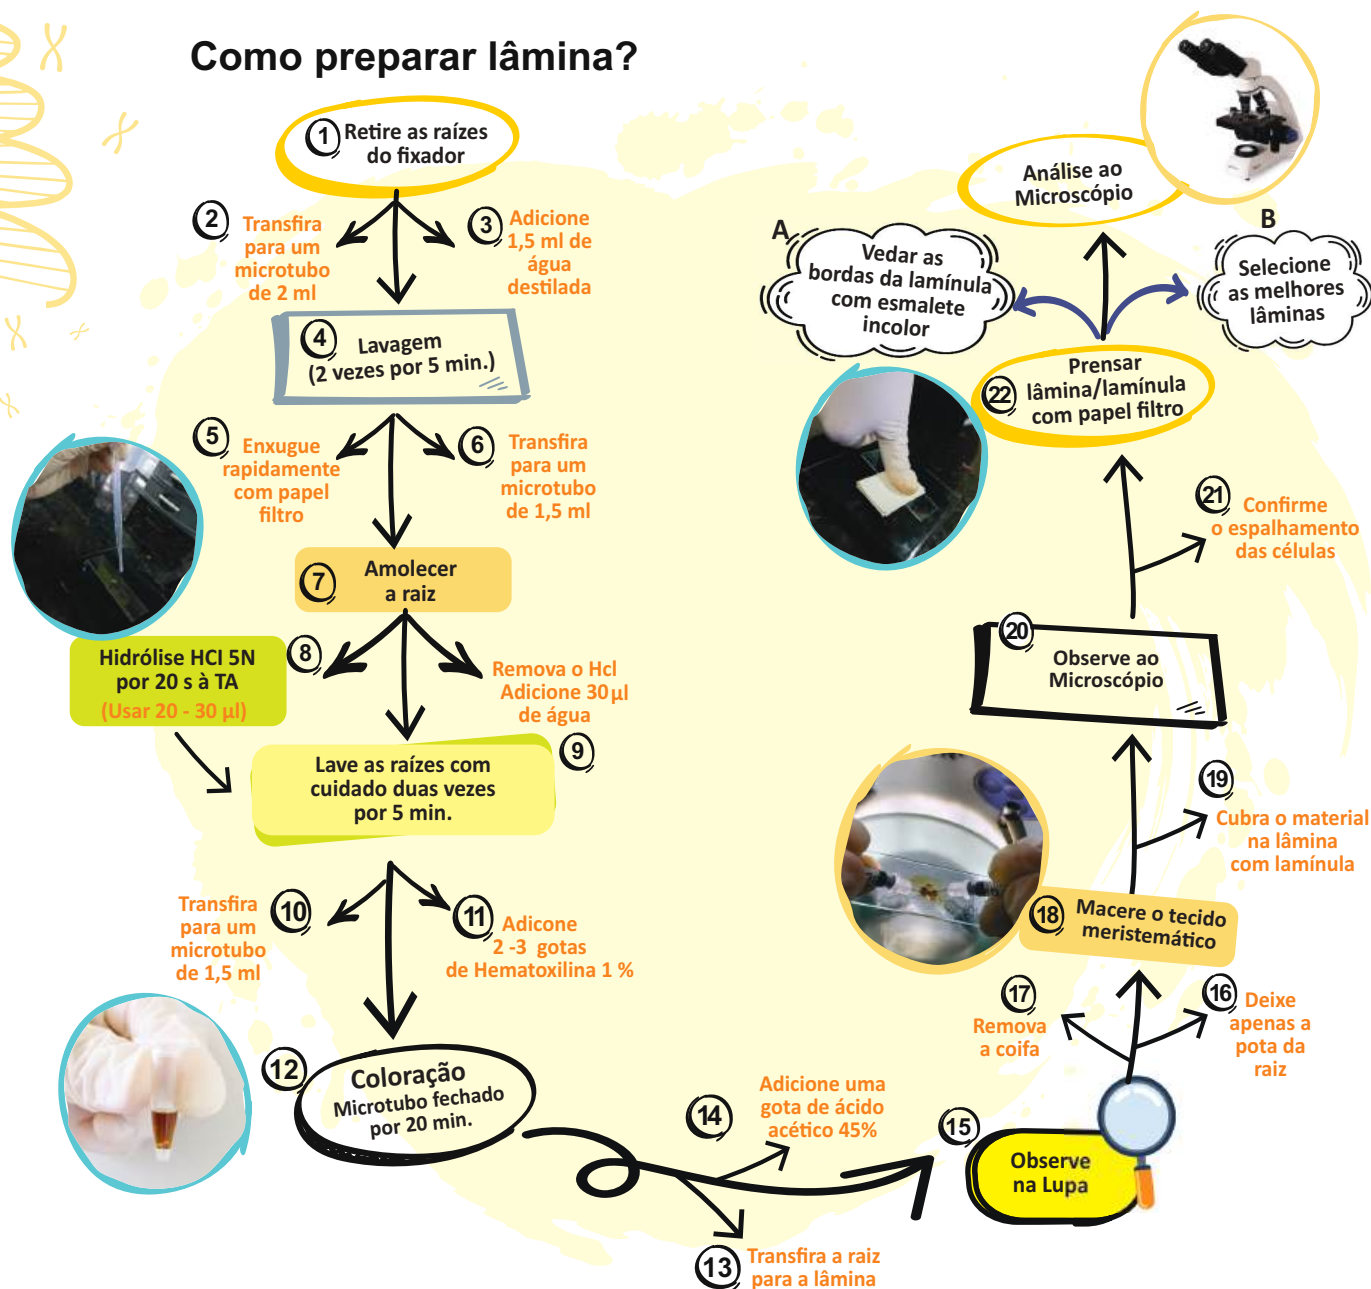 Como preparar lâmina?
1
Retire as raízes
do fixador
2
Transfira
para um
microtubo
de 2 ml
3
Adicione
1,5 ml de
água
destilada
4
Lavagem
(2 vezes por 5 min.)
5
Enxugue
rapidamente
com papel
filtro
6
Transfira
para um
microtubo
de 1,5 ml
7
Amolecer
a raiz
8
Hidrólise HCl 5N
por 20 s à TA
(Usar 20 - 30 µl)
Remova o Hcl
Adicione 30 µl
de água
9
Lave as raízes com
cuidado duas vezes
por 5 min.
10
Transfira
para um
microtubo
de 1,5 ml
11
Adicone
2 -3 gotas
de Hematoxilina 1 %
12
Coloração
Microtubo fechado
por 20 min.
13
Transfira a raiz
para a lâmina
14
Adicione uma
gota de ácido
acético 45%
15
Observe
na Lupa
16
Deixe
apenas a
pota da
raiz
17
Remova
a coifa
18
Macere o tecido
meristemático
19
Cubra o material
na lâmina
com lamínula
20
Observe ao
Microscópio
21
Confirme
o espalhamento
das células
22
Prensar
lâmina/lamínula
com papel filtro
A
Vedar as
bordas da lamínula
com esmalete
incolor
B
Selecione
as melhores
lâminas
Análise ao
Microscópio